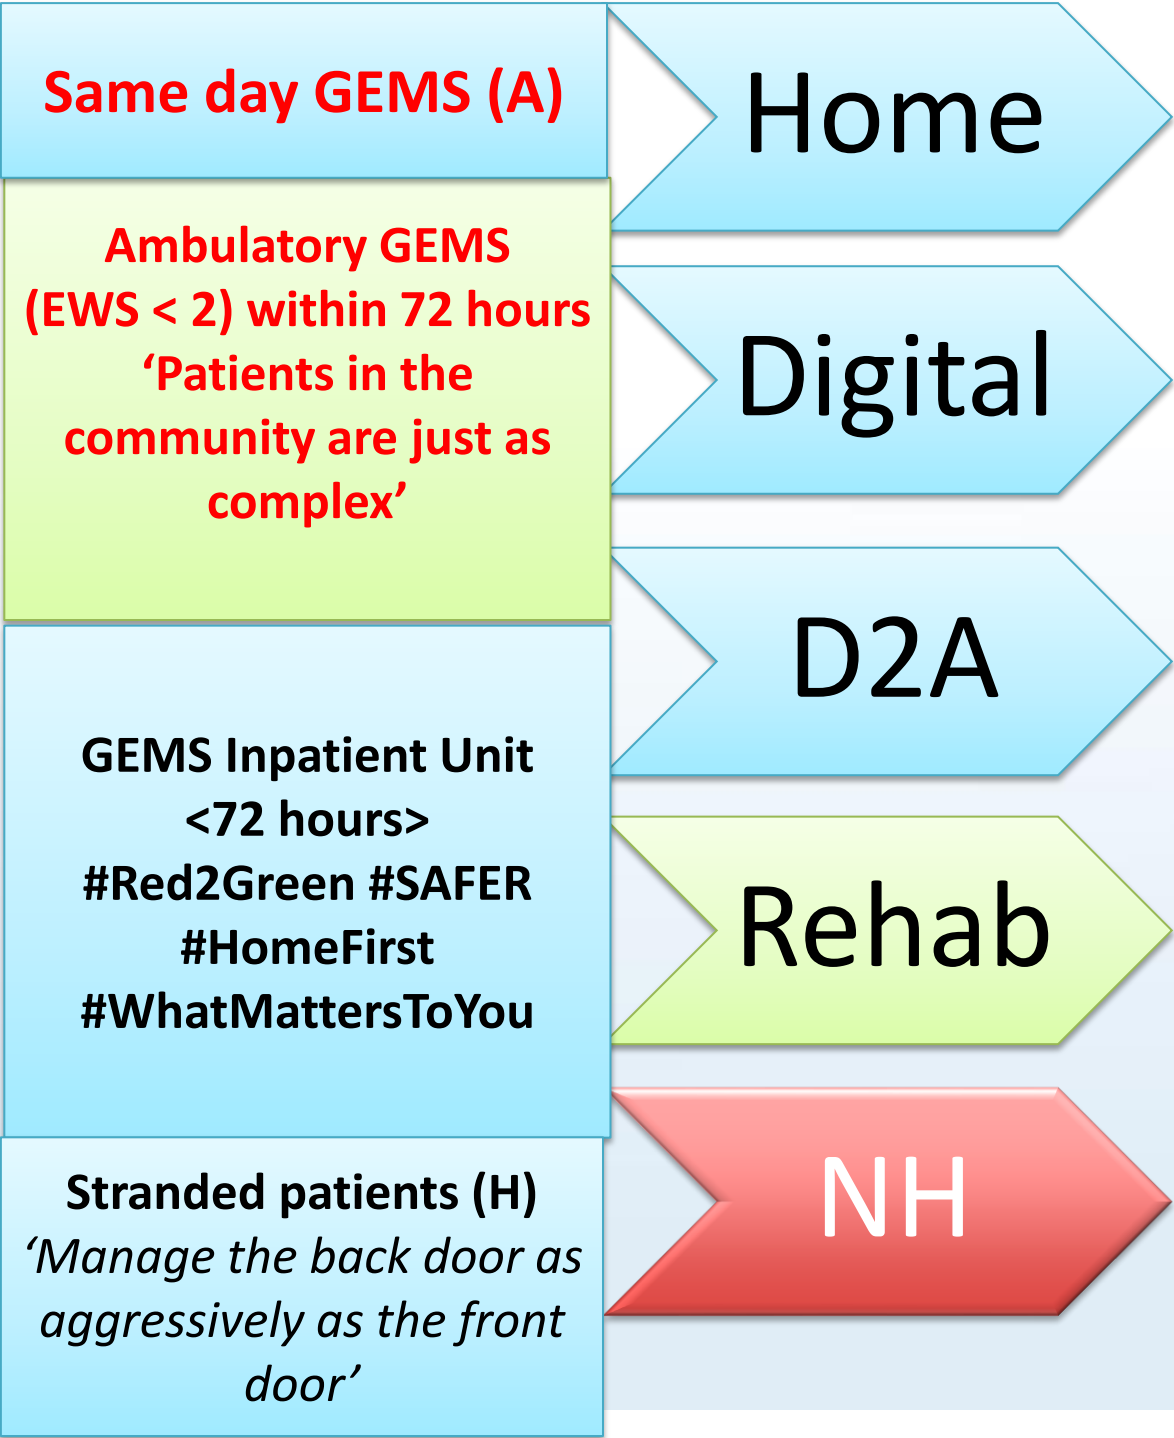 Same day GEMS (A)
Ambulatory GEMS
(EWS < 2) within 72 hours
‘Patients in the
community are just as
complex’
GEMS Inpatient Unit
<72 hours>
#Red2Green #SAFER
#HomeFirst
#WhatMattersToYou
Stranded patients (H)
‘Manage the back door as
aggressively as the front
door’
Home
Digital
D2A
Rehab
NH